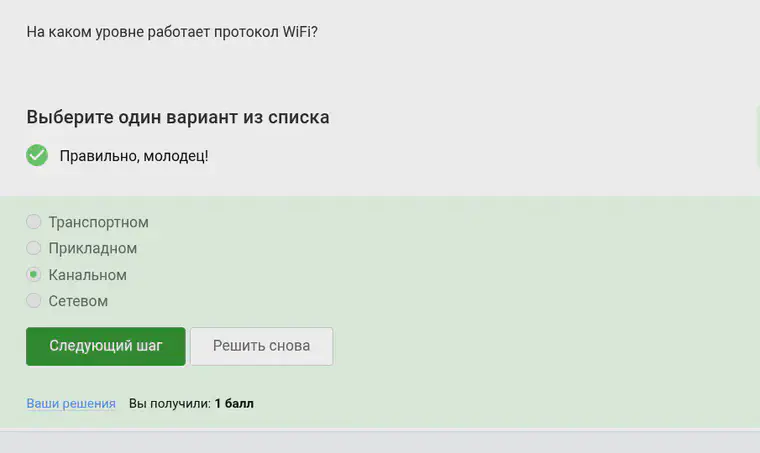 На каком уровне работает протокол WiFi?
Выберите один вариант из списка
Правильно, молодец!
Транспортном
Прикладном
Канальном
Сетевом
Следующий шаг Решить снова
Ваши решения Вы получили: 1 балл